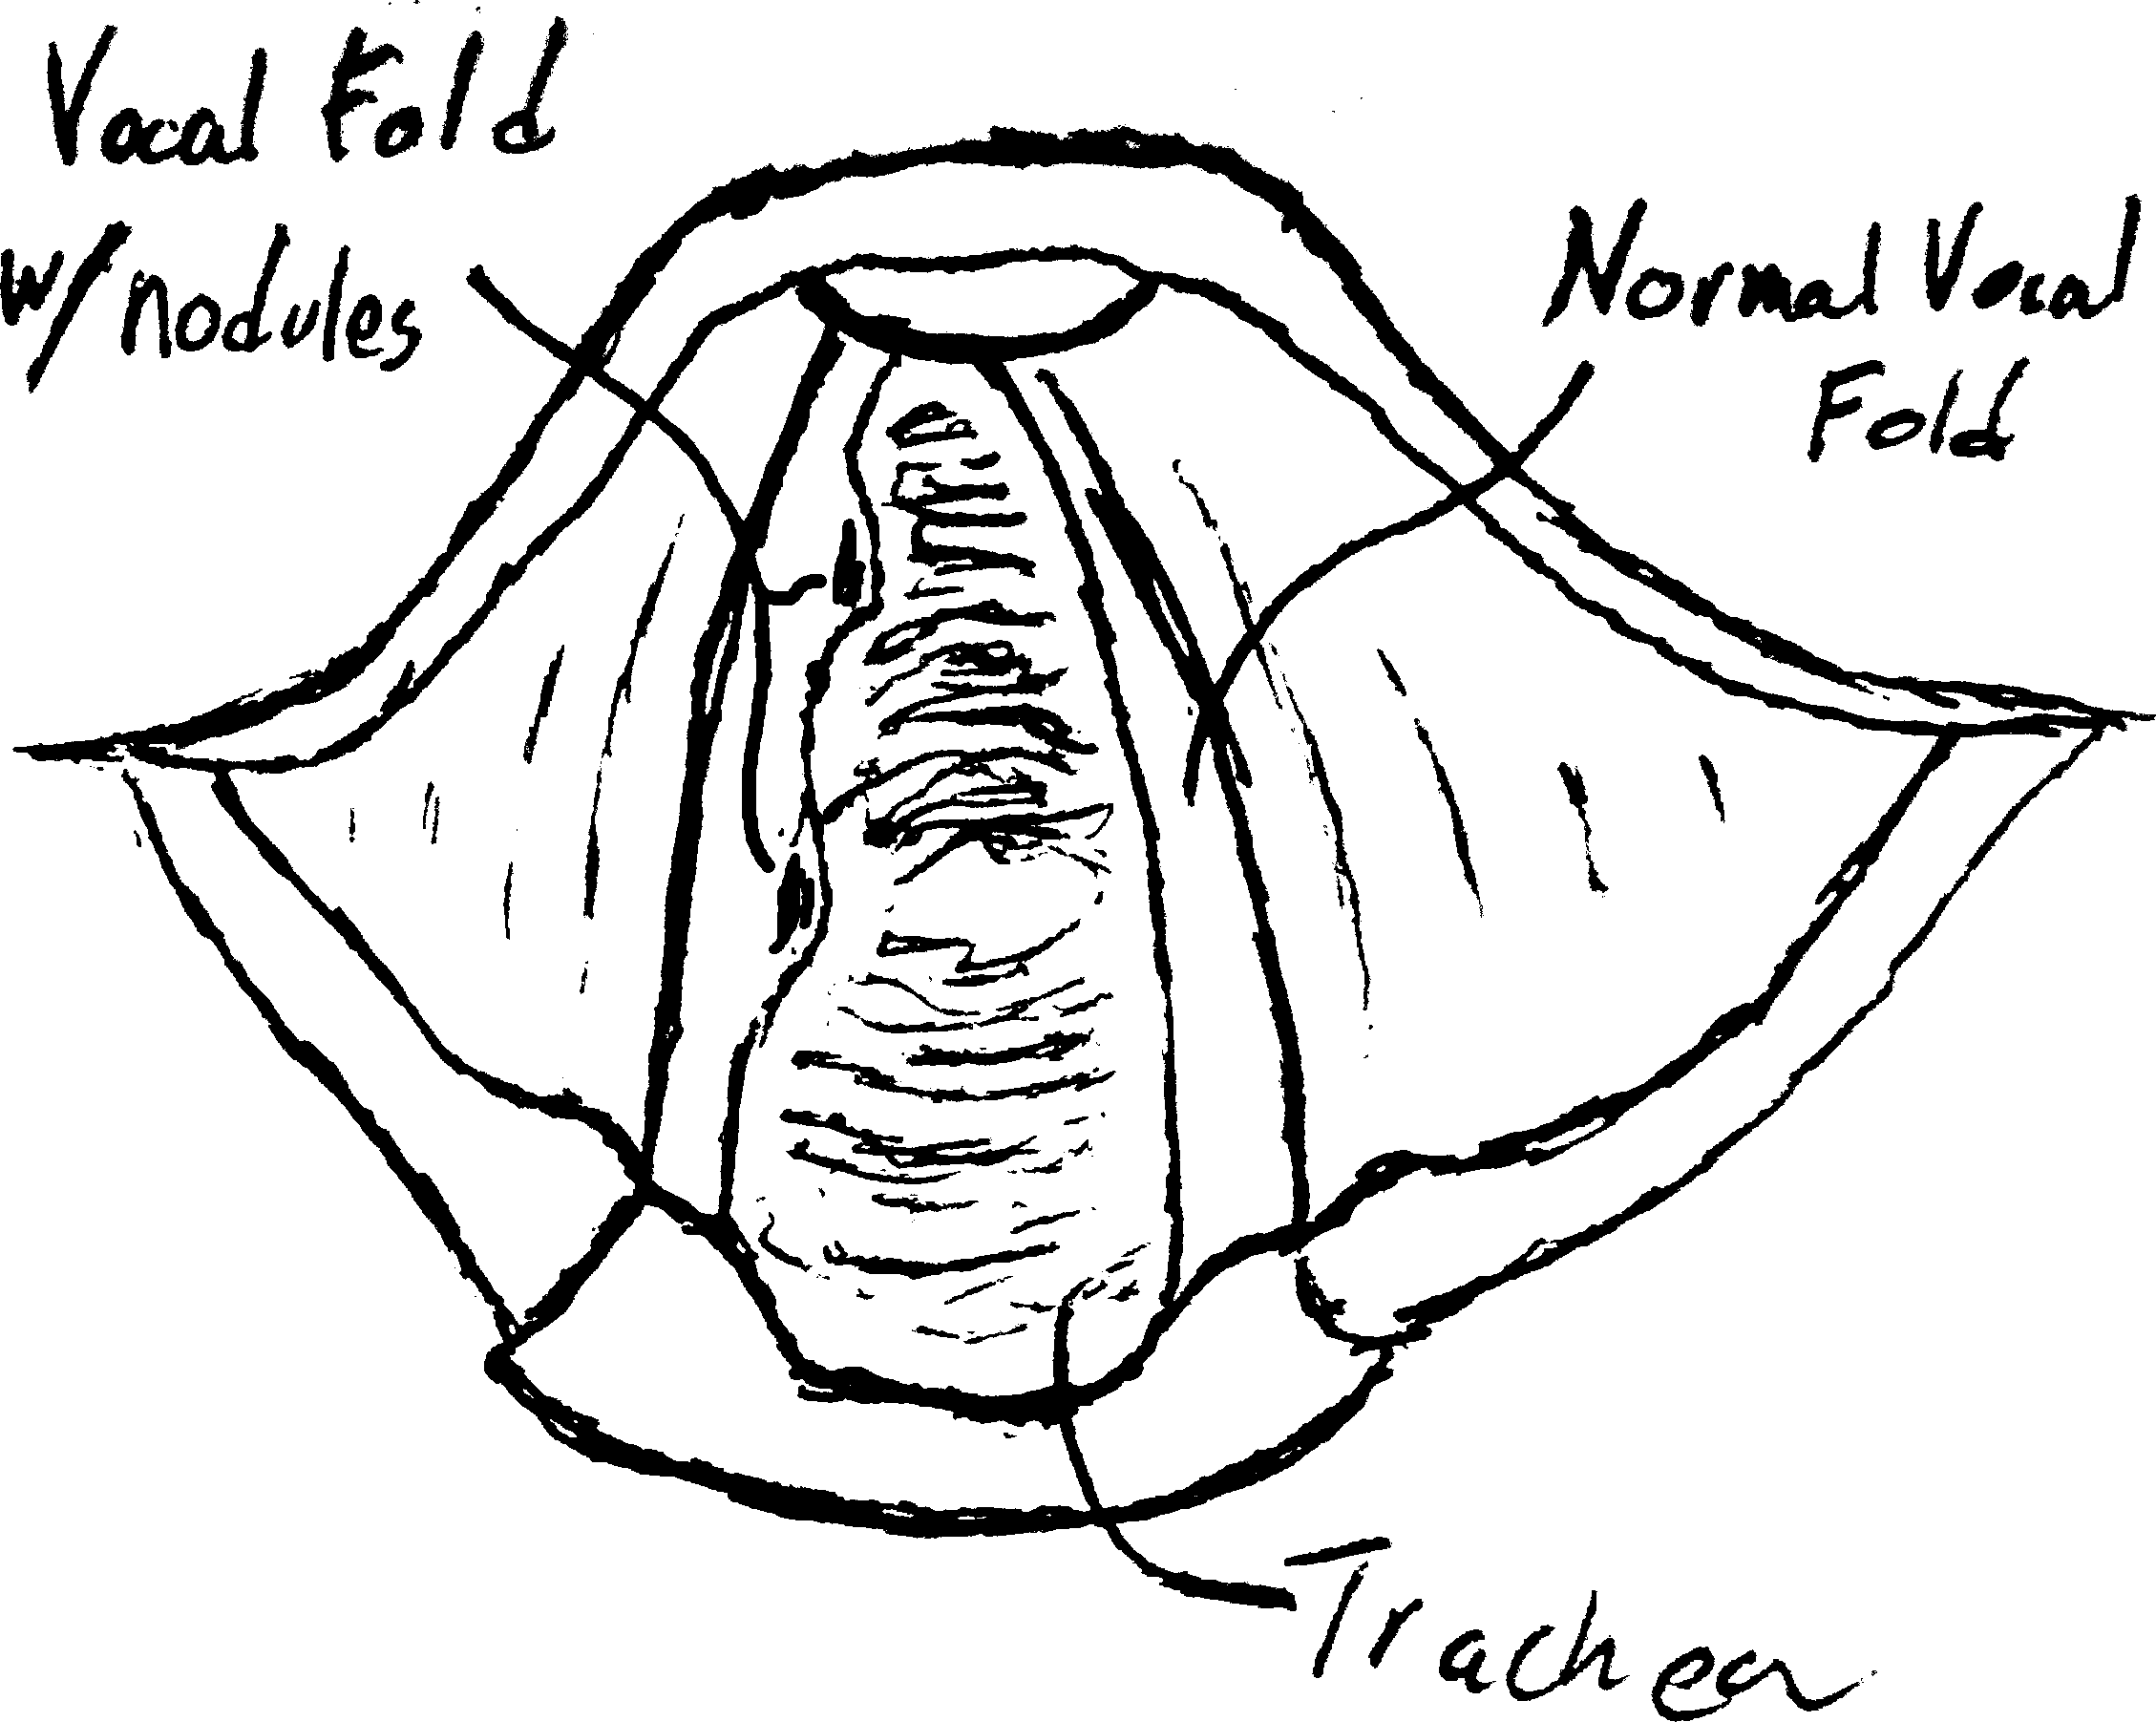 Vocal Fold
w/nodules
Normal Vocal
Fold
Trachea